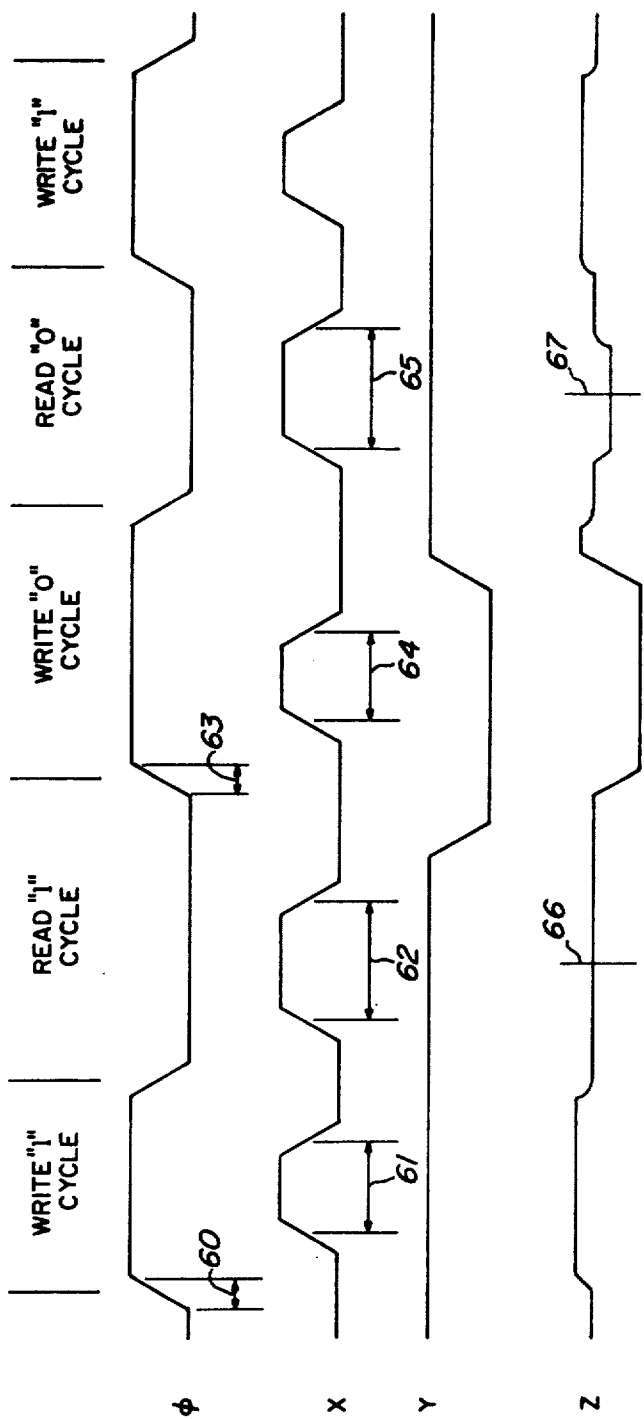 WRITE "1"
CYCLE
READ "1"
CYCLE
WRITE "0"
CYCLE
READ "0"
CYCLE
WRITE "1"
CYCLE
φ
60
63
X
61
62
64
65
Y
Z
66
67